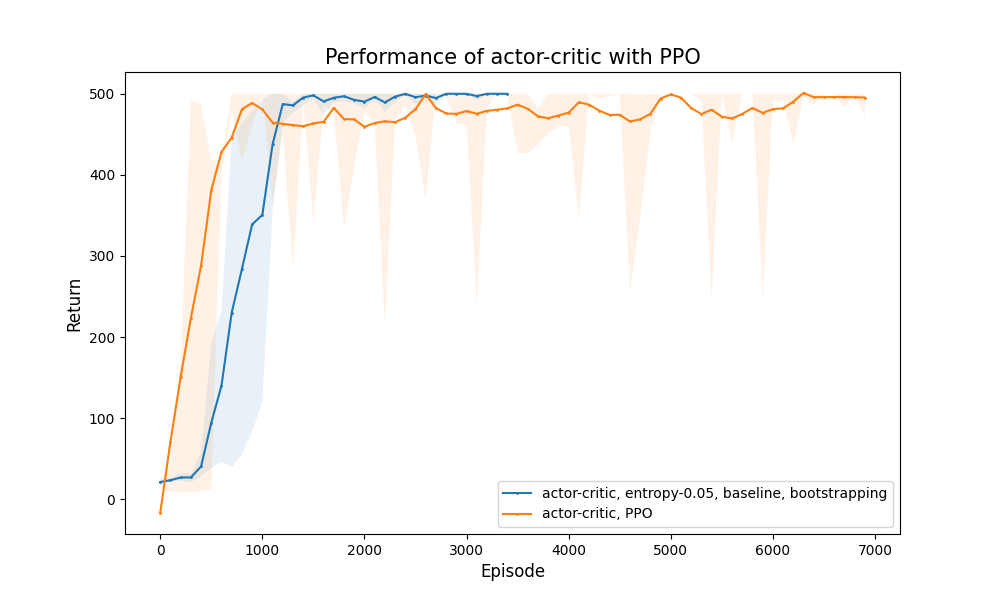 Performance of actor-critic with PPO
Return
500
400
300
200
100
0
0 1000 2000 3000 4000 5000 6000 7000
Episode
actor-critic, entropy-0.05, baseline, bootstrapping
actor-critic, PPO